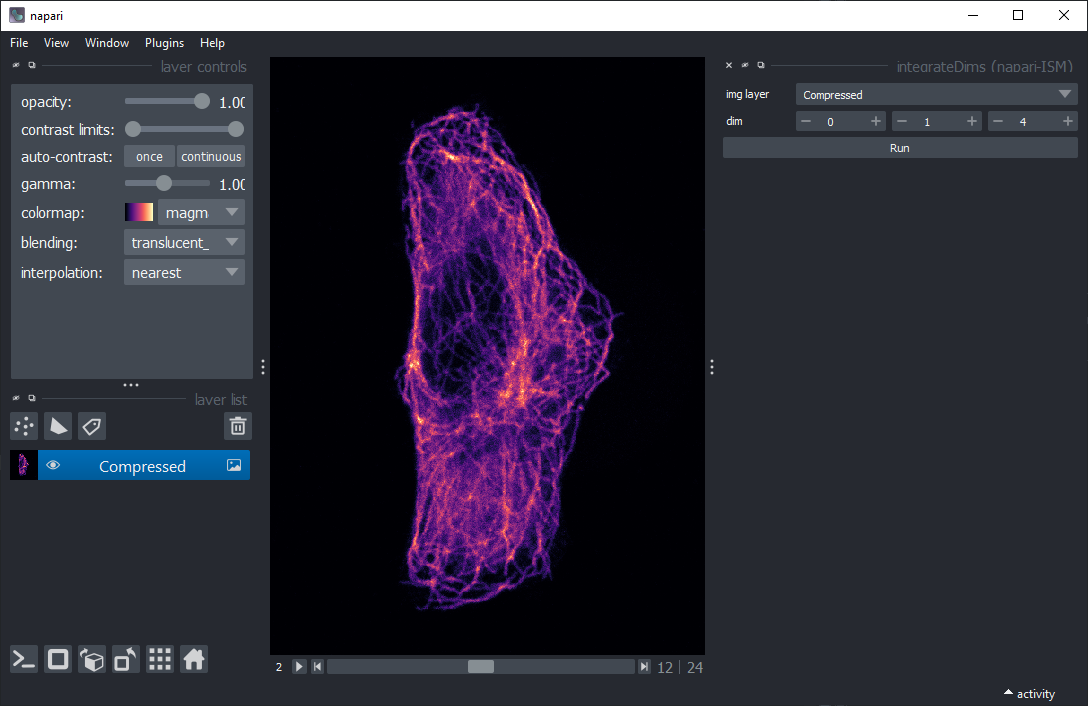 napari
File View Window Plugins Help
layer controls
opacity: 1.00
contrast limits:
auto-contrast: once continuous
gamma: 1.00
colormap: magm
blending: translucent_
interpolation: nearest
layer list
Compressed
2 12 | 24
integrateDims (napari-ISM)
img layer Compressed
dim 0 1 4
Run
activity